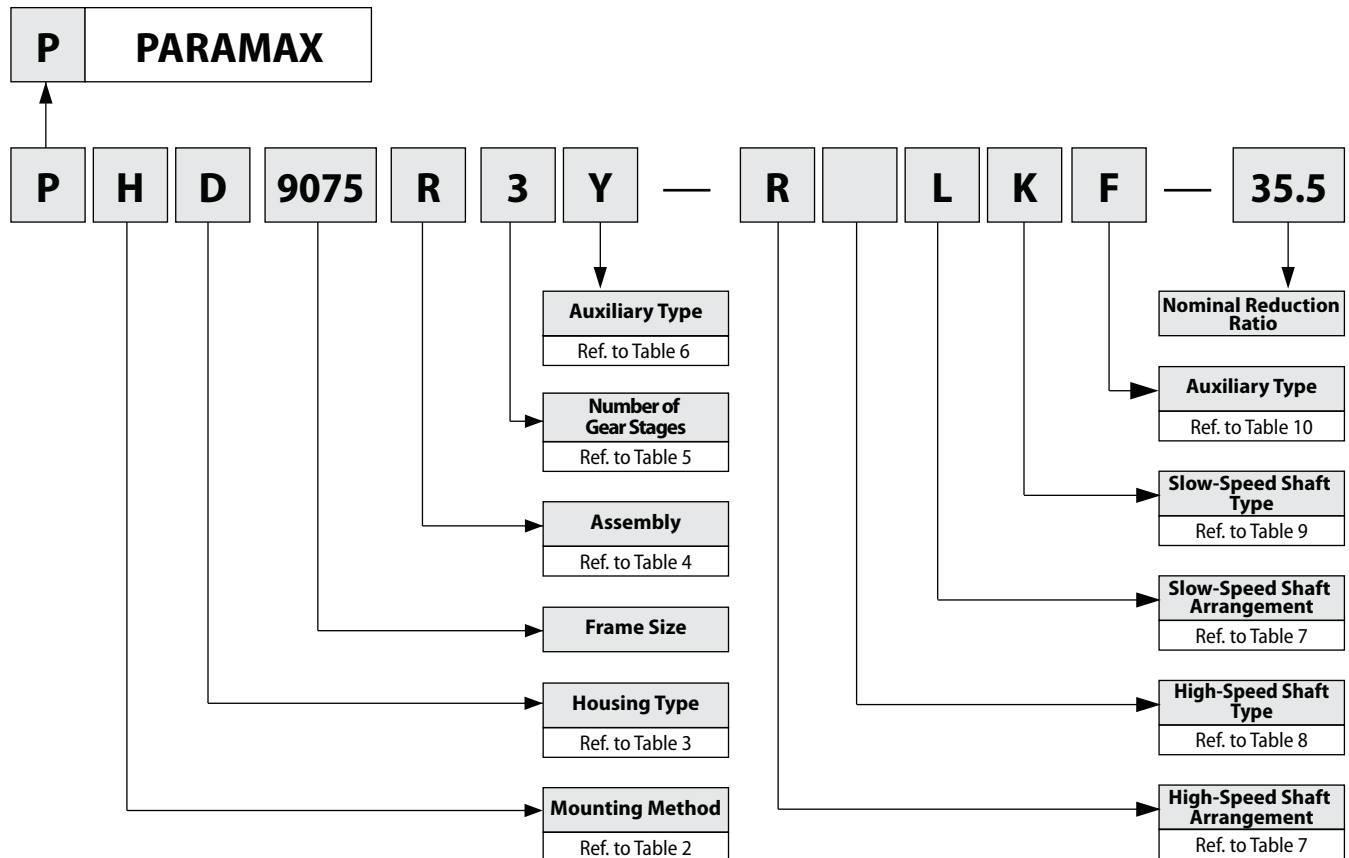 P PARAMAX
P H D 9075 R 3 Y — R L K F — 35.5
Auxiliary Type
Ref. to Table 6
Number of
Gear Stages
Ref. to Table 5
Assembly
Ref. to Table 4
Frame Size
Housing Type
Ref. to Table 3
Mounting Method
Ref. to Table 2
Nominal Reduction
Ratio
Auxiliary Type
Ref. to Table 10
Slow-Speed Shaft
Type
Ref. to Table 9
Slow-Speed Shaft
Arrangement
Ref. to Table 7
High-Speed Shaft
Type
Ref. to Table 8
High-Speed Shaft
Arrangement
Ref. to Table 7